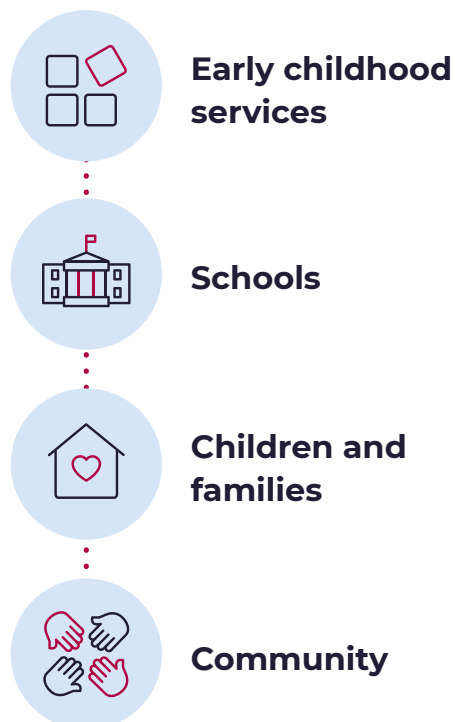 Early childhood
services
Schools
Children and
families
Community